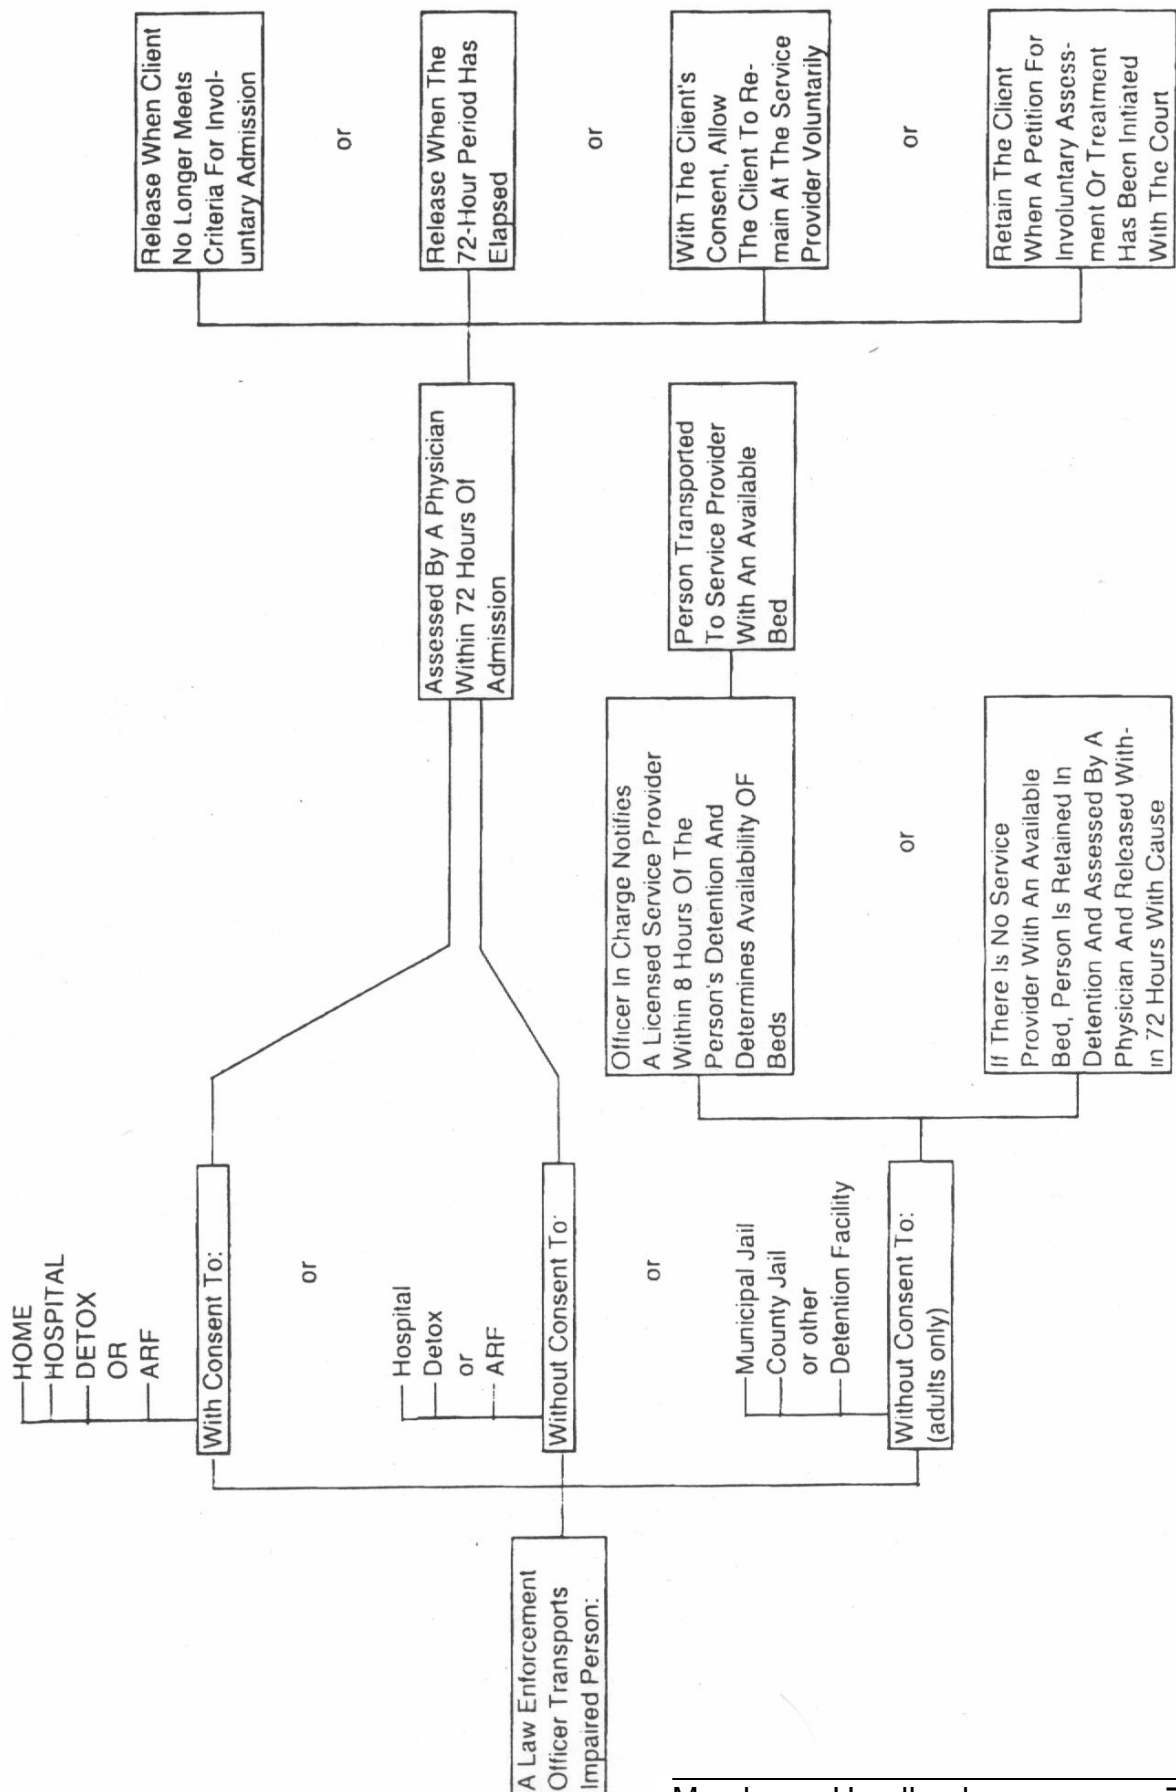 A Law Enforcement
Officer Transports
Impaired Person:
HOME
HOSPITAL
DETOX
OR
ARF
With Consent To:
or
Hospital
Detox
or
ARF
Without Consent To:
or
Municipal Jail
County Jail
or other
Detention Facility
Without Consent To:
(adults only)
Assessed By A Physician
Within 72 Hours Of
Admission
Officer In Charge Notifies
A Licensed Service Provider
Within 8 Hours Of The
Person's Detention And
Determines Availability OF
Beds
or
If There Is No Service
Provider With An Available
Bed, Person Is Retained In
Detention And Assessed By A
Physician And Released With-
in 72 Hours With Cause
Person Transported
To Service Provider
With An Available
Bed
Release When Client
No Longer Meets
Criteria For Invol-
untary Admission
or
Release When The
72-Hour Period Has
Elapsed
or
With The Client's
Consent, Allow
The Client To Re-
main At The Service
Provider Voluntarily
or
Retain The Client
When A Petition For
Involuntary Assess-
ment Or Treatment
Has Been Initiated
With The Court